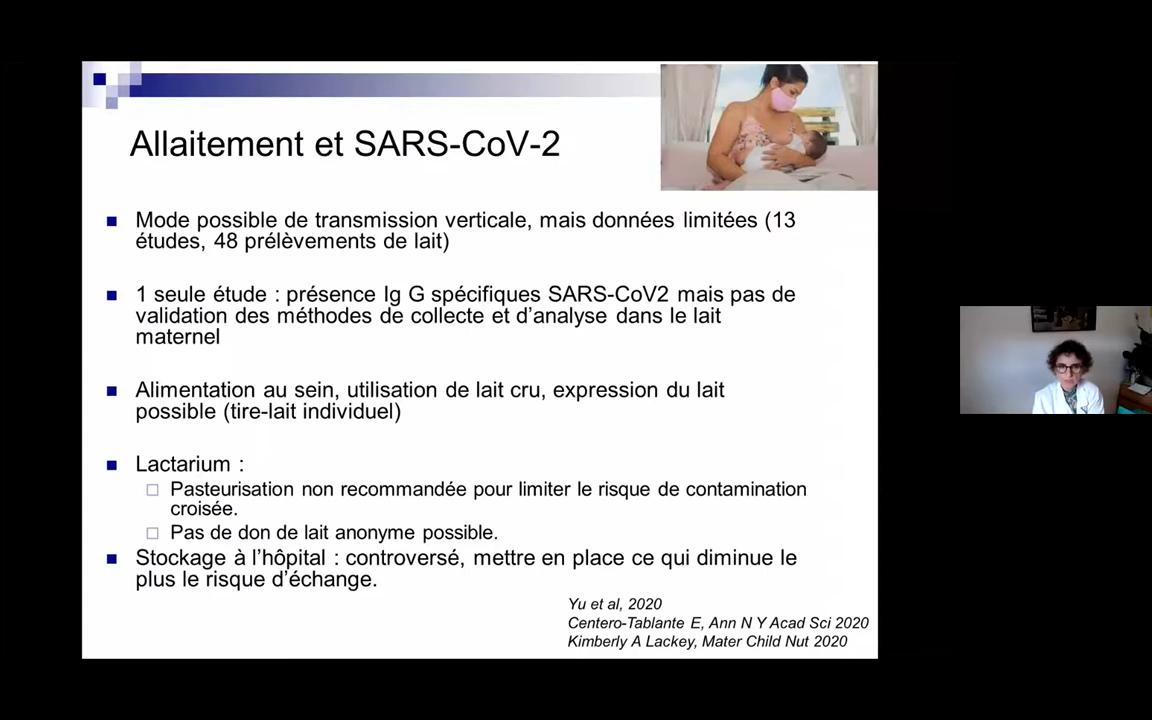 Allaitement et SARS-CoV-2
Mode possible de transmission verticale, mais données limitées (13
études, 48 prélèvements de lait)
1 seule étude : présence Ig G spécifiques SARS-CoV2 mais pas de
validation des méthodes de collecte et d’analyse dans le lait
maternel
Alimentation au sein, utilisation de lait cru, expression du lait
possible (tire-lait individuel)
Lactarium :
Pasteurisation non recommandée pour limiter le risque de contamination
croisée.
Pas de don de lait anonyme possible.
Stockage à l’hôpital : controversé, mettre en place ce qui diminue le
plus le risque d’échange.
Yu et al, 2020
Centero-Tablante E, Ann N Y Acad Sci 2020
Kimberly A Lackey, Mater Child Nut 2020